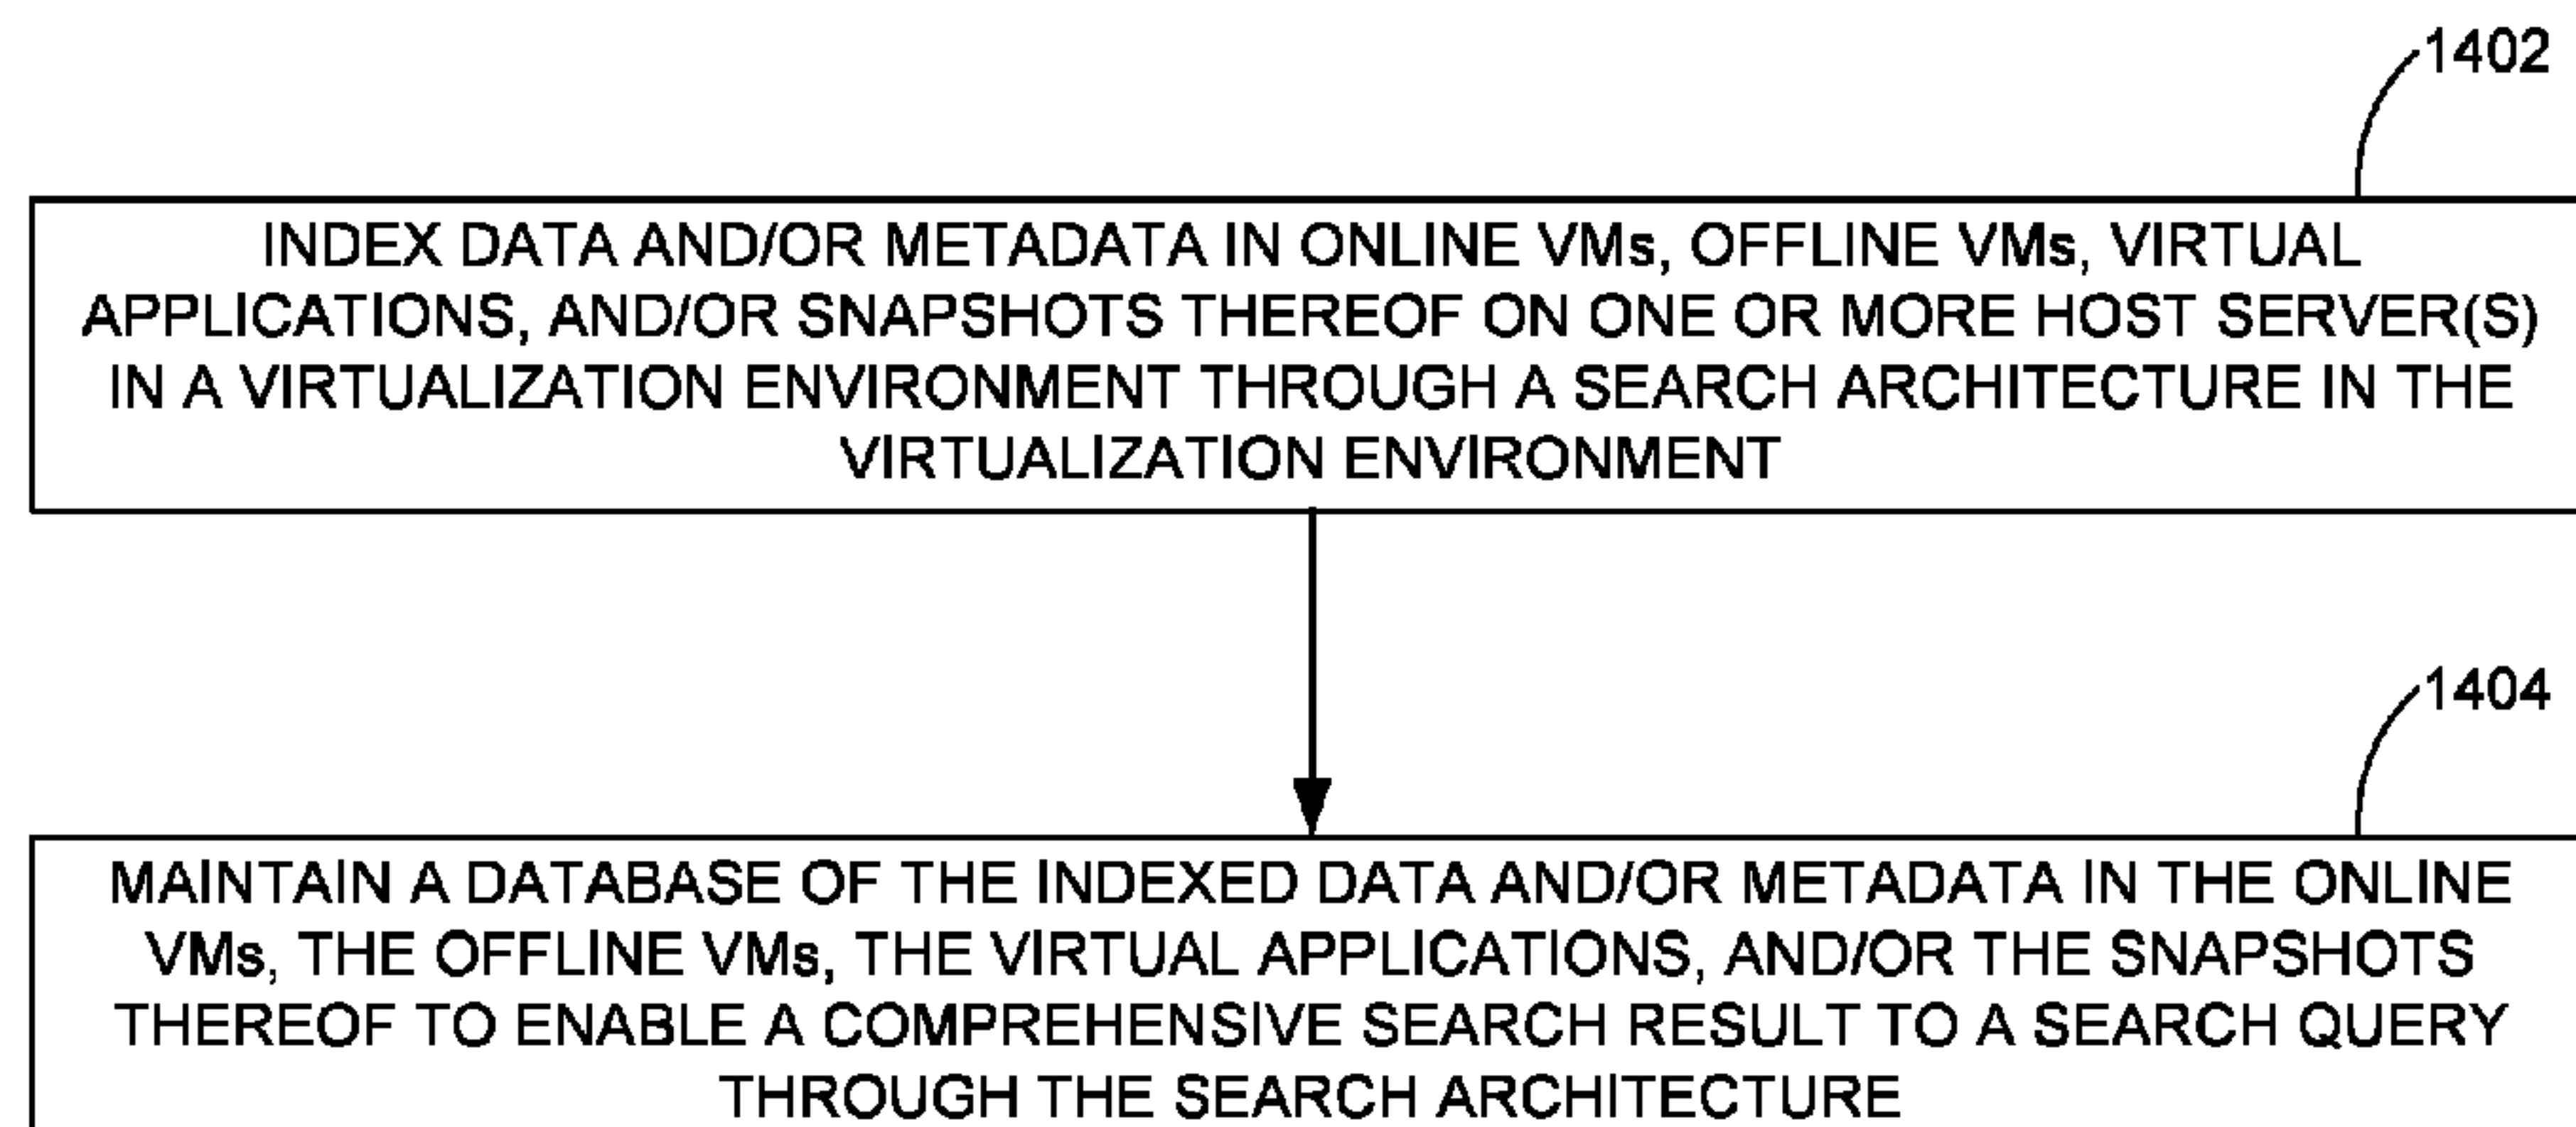 1402
INDEX DATA AND/OR METADATA IN ONLINE VMs, OFFLINE VMs, VIRTUAL
APPLICATIONS, AND/OR SNAPSHOTS THEREOF ON ONE OR MORE HOST SERVER(S)
IN A VIRTUALIZATION ENVIRONMENT THROUGH A SEARCH ARCHITECTURE IN THE
VIRTUALIZATION ENVIRONMENT
1404
MAINTAIN A DATABASE OF THE INDEXED DATA AND/OR METADATA IN THE ONLINE
VMs, THE OFFLINE VMs, THE VIRTUAL APPLICATIONS, AND/OR THE SNAPSHOTS
THEREOF TO ENABLE A COMPREHENSIVE SEARCH RESULT TO A SEARCH QUERY
THROUGH THE SEARCH ARCHITECTURE